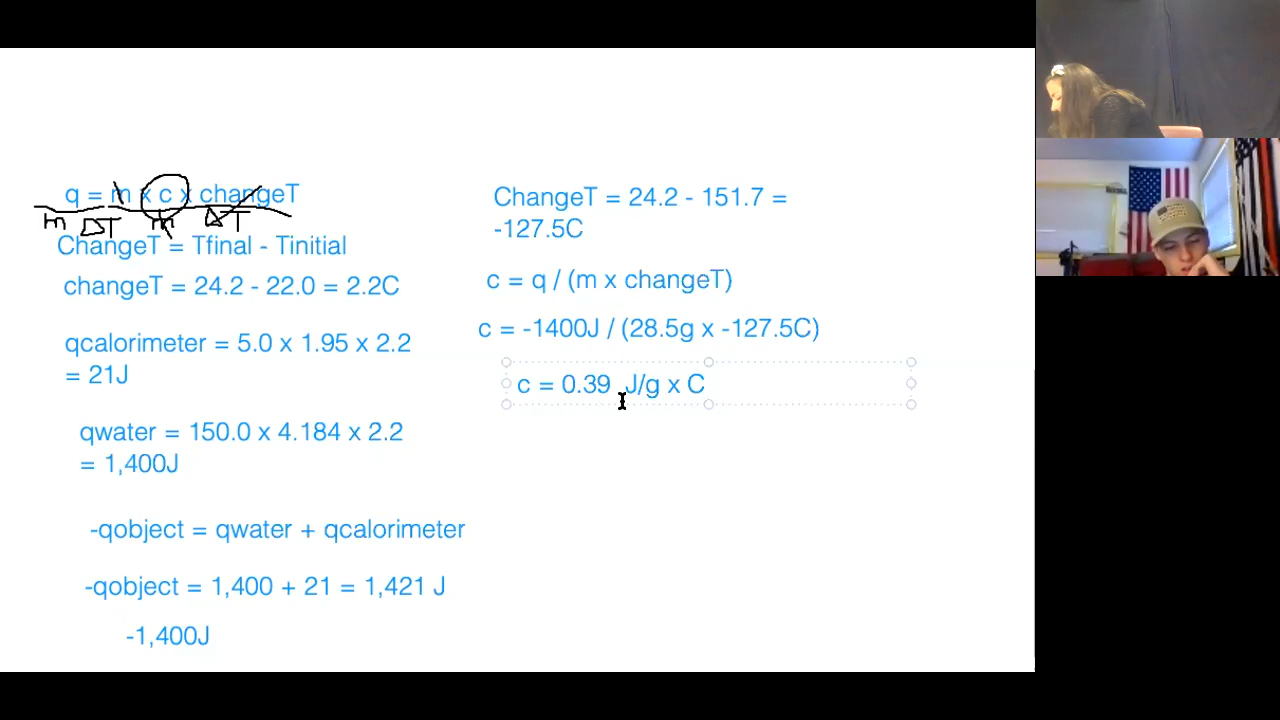 q = m x c x changeT
m ΔT m ΔT
ChangeT = Tfinal - Tinitial
changeT = 24.2 - 22.0 = 2.2C
qcalorimeter = 5.0 x 1.95 x 2.2
= 21J
qwater = 150.0 x 4.184 x 2.2
= 1,400J
-qobject = qwater + qcalorimeter
-qobject = 1,400 + 21 = 1,421 J
-1,400J
ChangeT = 24.2 - 151.7 =
-127.5C
c = q / (m x changeT)
c = -1400J / (28.5g x -127.5C)
c = 0.39 J/g x C